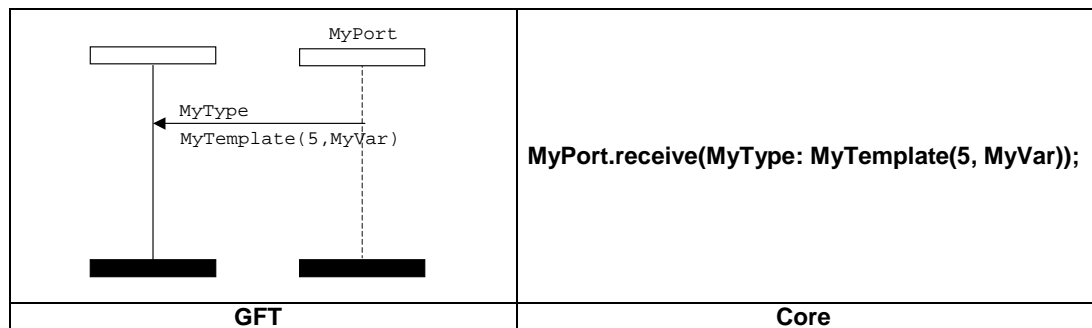 MyPort
MyType
MyTemplate(5,MyVar)
MyPort.receive(MyType: MyTemplate(5, MyVar));
GFT
Core